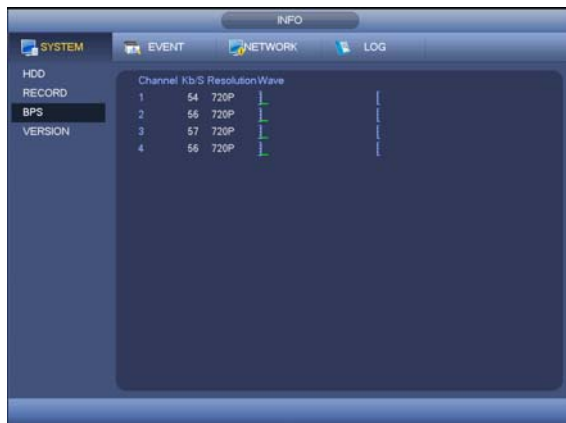 INFO
SYSTEM EVENT NETWORK LOG
HDD
RECORD
BPS
VERSION
Channel Kb/S Resolution Wave
1 54 720P
2 56 720P
3 57 720P
4 56 720P